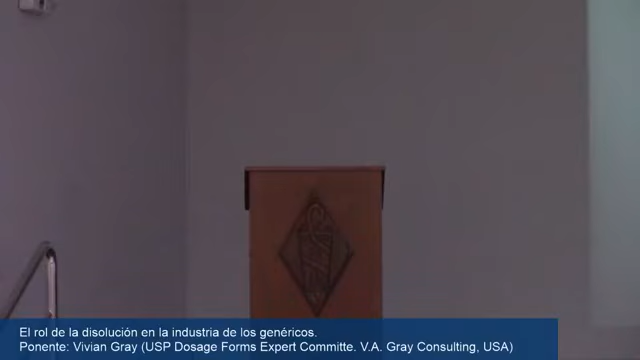 El rol de la disolución en la industria de los genéricos.
Ponente: Vivian Gray (USP Dosage Forms Expert Committe. V.A. Gray Consulting, USA)